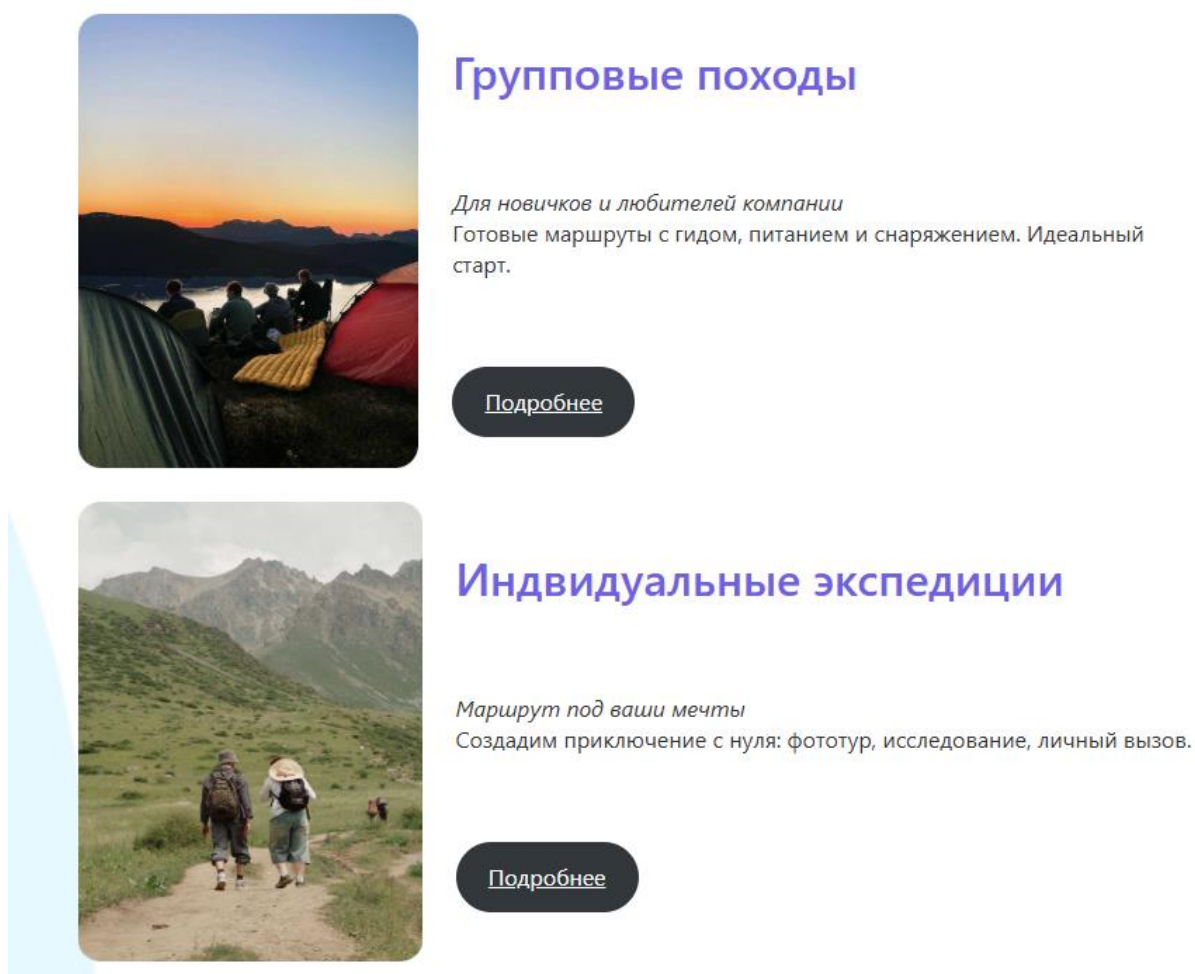 Групповые походы
Для новичков и любителей компании
Готовые маршруты с гидом, питанием и снаряжением. Идеальный
старт.
Подробнее
Индвидуальные экспедиции
Маршрут под ваши мечты
Создадим приключение с нуля: фототур, исследование, личный вызов.
Подробнее